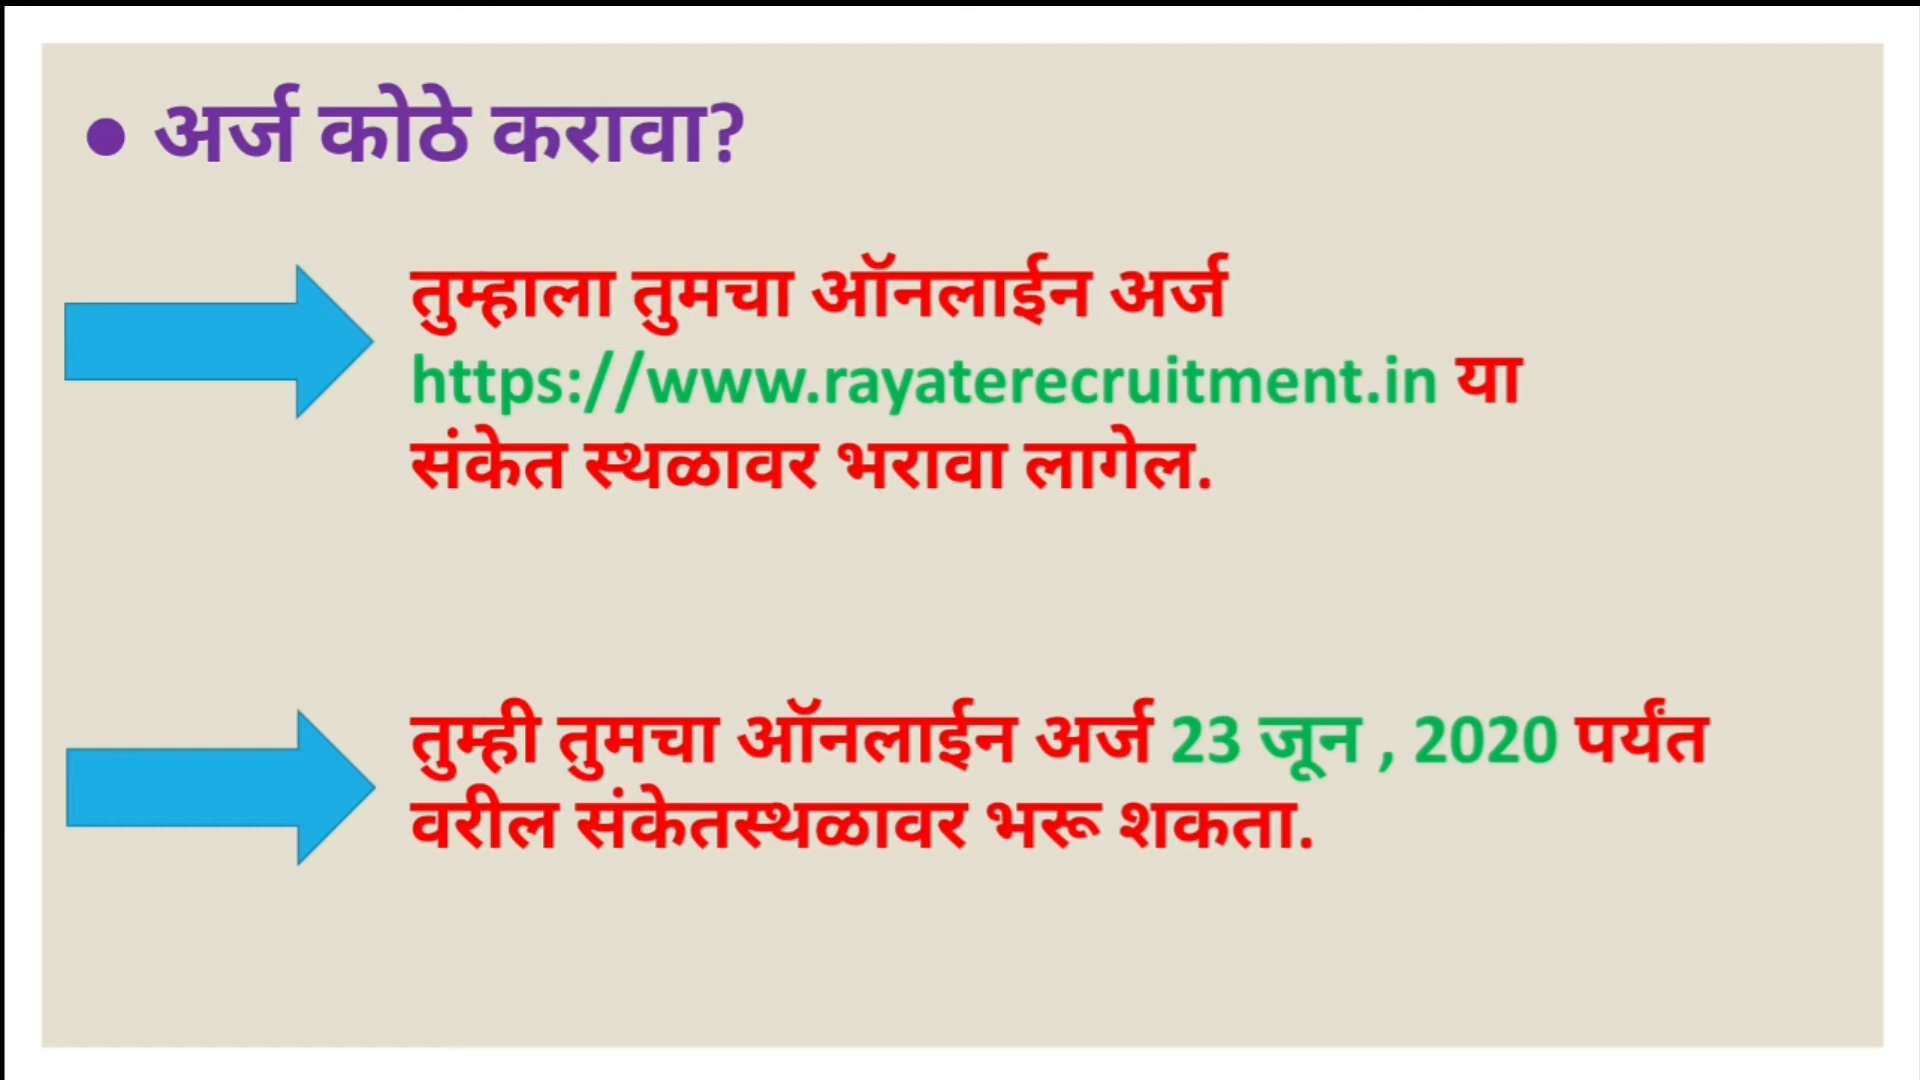 ● अर्ज कोठे करावा?
तुम्हाला तुमचा ऑनलाईन अर्ज
https://www.rayaterecruitment.in या
संकेत स्थळावर भरावा लागेल.
तुम्ही तुमचा ऑनलाईन अर्ज 23 जून , 2020 पर्यंत
वरील संकेतस्थळावर भरू शकता.